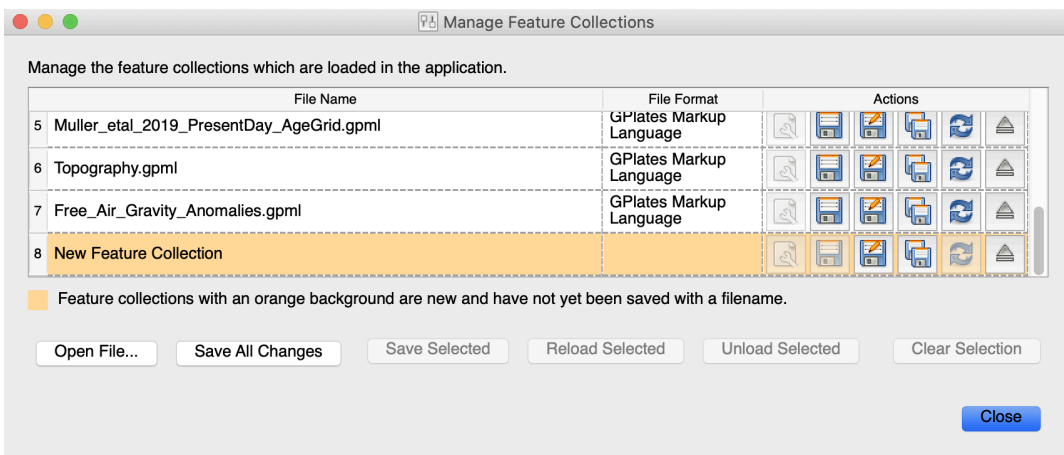 Manage Feature Collections
Manage the feature collections which are loaded in the application.
File Name File Format Actions
5 Muller_etal_2019_PresentDay_AgeGrid.gpml GPlates Markup
Language
6 Topography.gpml GPlates Markup
Language
7 Free_Air_Gravity_Anomalies.gpml GPlates Markup
Language
8 New Feature Collection
Feature collections with an orange background are new and have not yet been saved with a filename.
Open File... Save All Changes Save Selected Reload Selected Unload Selected Clear Selection
Close